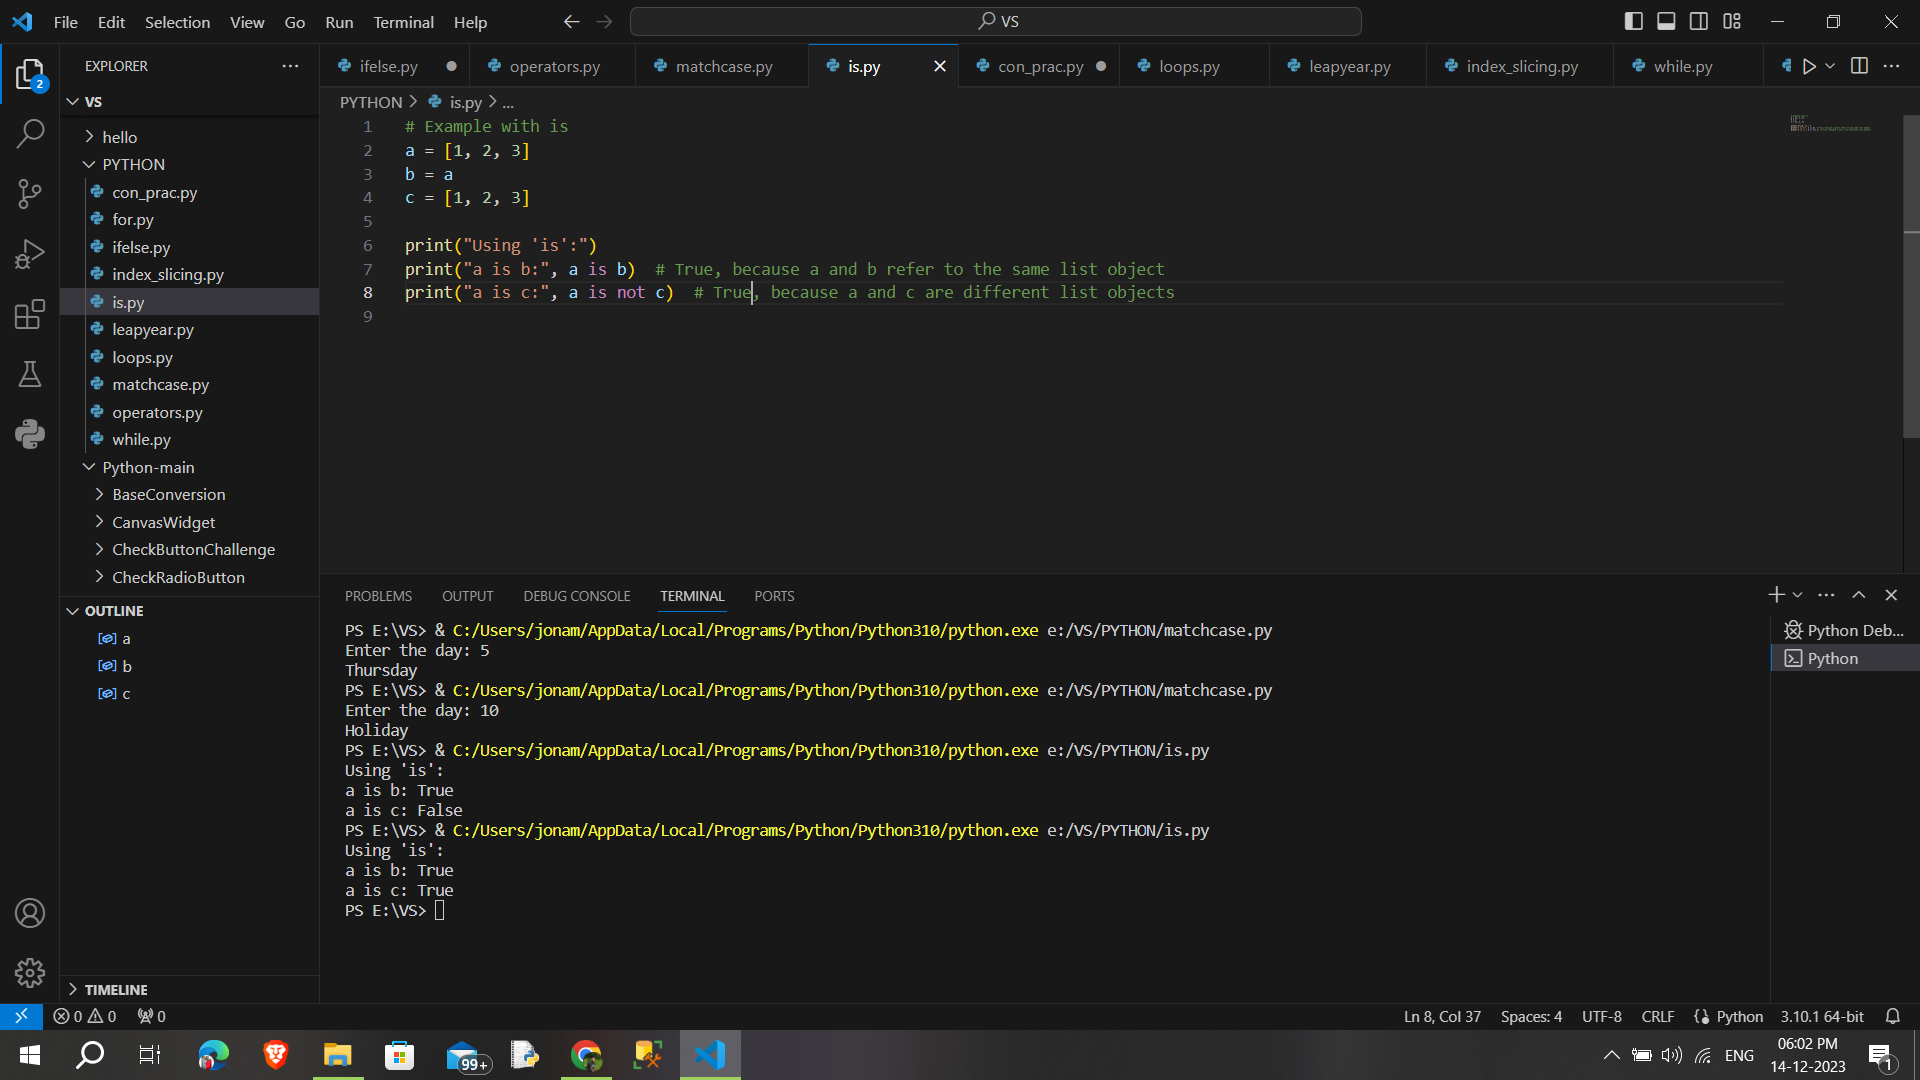 File Edit Selection View Go Run Terminal Help
VS
EXPLORER
VS
hello
PYTHON
con_prac.py
for.py
ifelse.py
index_slicing.py
is.py
leapyear.py
loops.py
matchcase.py
operators.py
while.py
Python-main
BaseConversion
CanvasWidget
CheckButtonChallenge
CheckRadioButton
OUTLINE
a
b
c
TIMELINE
2
ifelse.py operators.py matchcase.py is.py con_prac.py loops.py leapyear.py index_slicing.py while.py
PYTHON > is.py > ...
1 # Example with is
2 a = [1, 2, 3]
3 b = a
4 c = [1, 2, 3]
5
6 print("Using 'is':")
7 print("a is b:", a is b)  # True, because a and b refer to the same list object
8 print("a is c:", a is not c)  # True, because a and c are different list objects
9
PROBLEMS OUTPUT DEBUG CONSOLE TERMINAL PORTS
PS E:\VS> & C:/Users/jonam/AppData/Local/Programs/Python/Python310/python.exe e:/VS/PYTHON/matchcase.py
Enter the day: 5
Thursday
PS E:\VS> & C:/Users/jonam/AppData/Local/Programs/Python/Python310/python.exe e:/VS/PYTHON/matchcase.py
Enter the day: 10
Holiday
PS E:\VS> & C:/Users/jonam/AppData/Local/Programs/Python/Python310/python.exe e:/VS/PYTHON/is.py
Using 'is':
a is b: True
a is c: False
PS E:\VS> & C:/Users/jonam/AppData/Local/Programs/Python/Python310/python.exe e:/VS/PYTHON/is.py
Using 'is':
a is b: True
a is c: True
PS E:\VS>
Python Deb...
Python
0 0 0
Ln 8, Col 37 Spaces: 4 UTF-8 CRLF Python 3.10.1 64-bit
99+
ENG
06:02 PM
14-12-2023
1